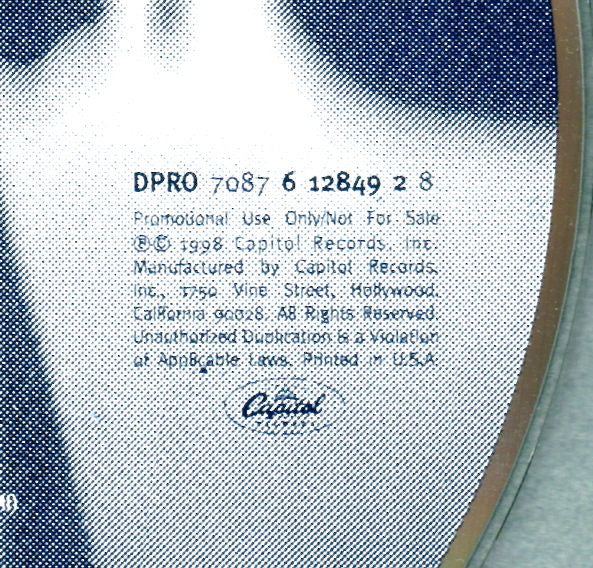 DPRO 7087 6 12849 2 8
Promotional Use Only/Not For Sale
℗© 1998 Capitol Records, Inc.
Manufactured by Capitol Records,
Inc., 1750 Vine Street, Hollywood,
California 90028. All Rights Reserved.
Unauthorized Duplication is a Violation
of Applicable Laws. Printed in U.S.A.
Capitol
RECORDS